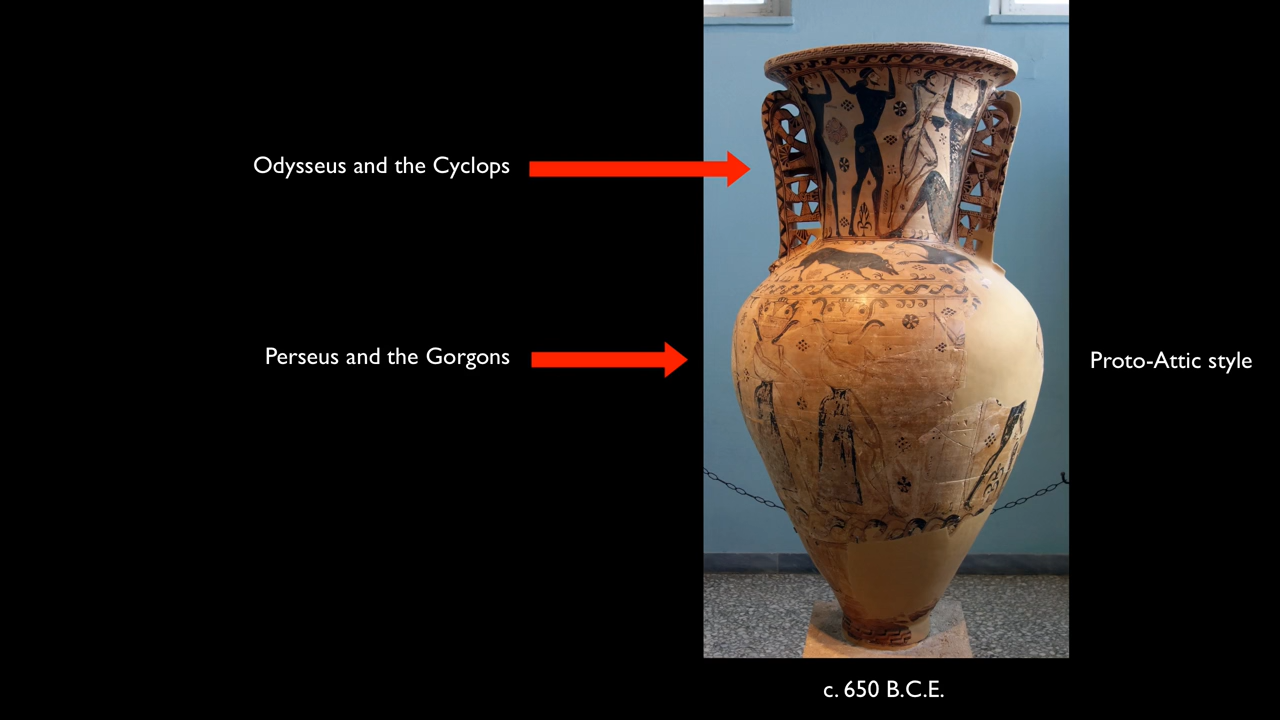 Odysseus and the Cyclops
Perseus and the Gorgons
Proto-Attic style
c. 650 B.C.E.